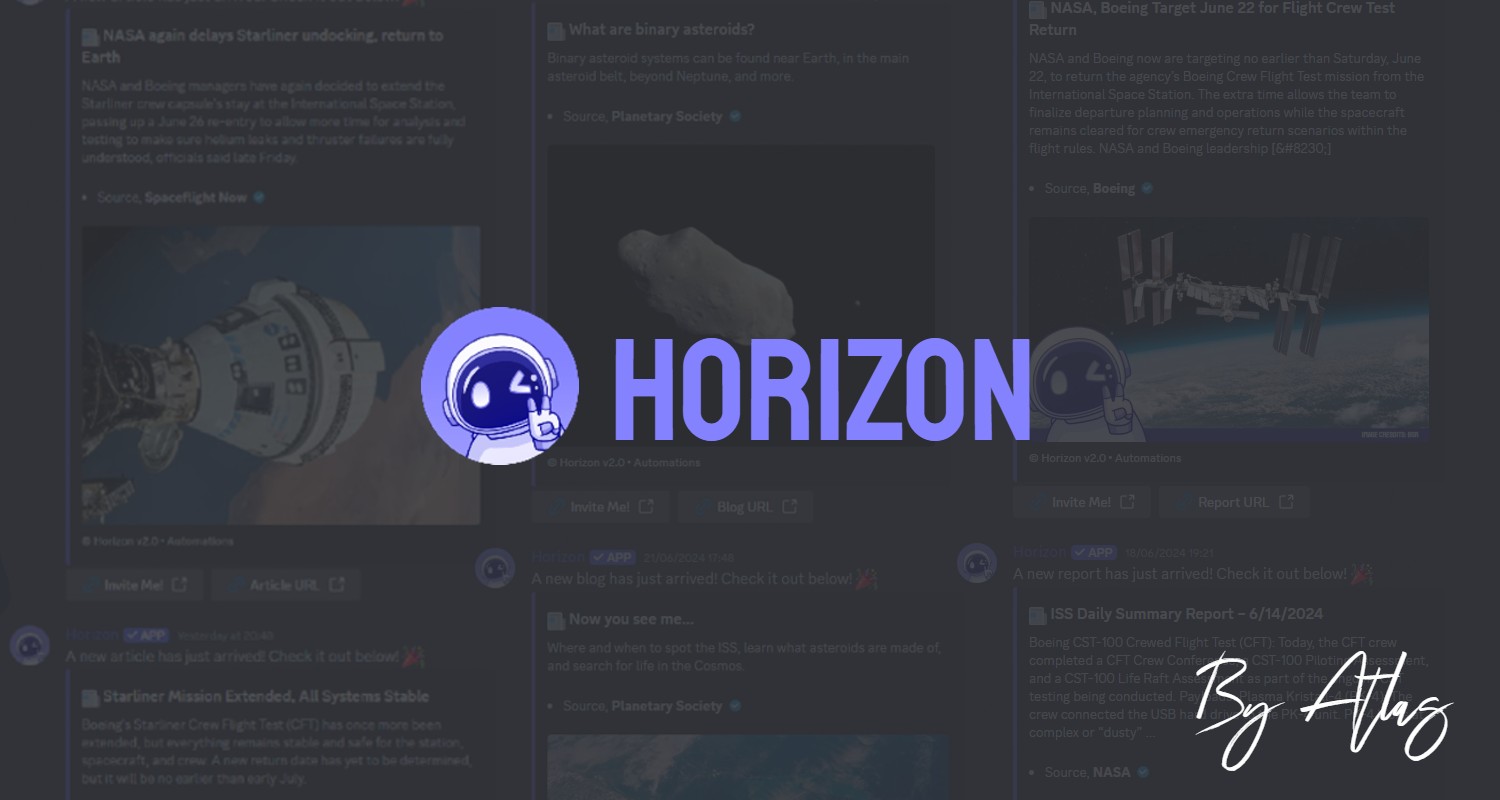 NASA again delays Starliner undocking, return to
Earth
NASA and Boeing managers have again decided to extend the
Starliner crew capsule's stay at the International Space Station,
passing up a June 26 re-entry to allow more time for analysis and
testing to make sure helium leaks and thruster failures are fully
understood, officials said late Friday.
• Source, Spaceflight Now
© Horizon v2.0 • Automations
Invite Me!
Article URL
Horizon APP Yesterday at 20:48
A new article has just arrived! Check it out below!
Starliner Mission Extended, All Systems Stable
Boeing's Starliner Crew Flight Test (CFT) has once more been
extended, but everything remains stable and safe for the station,
spacecraft, and crew. A new return date has yet to be determined,
but it will be no earlier than early July.
What are binary asteroids?
Binary asteroid systems can be found near Earth, in the main
asteroid belt, beyond Neptune, and more.
• Source, Planetary Society
HORIZON
© Horizon v2.0 • Automations
Invite Me!
Blog URL
Horizon APP 21/06/2024 17:48
A new blog has just arrived! Check it out below!
Now you see me...
Where and when to spot the ISS, learn what asteroids are made of,
and search for life in the Cosmos.
• Source, Planetary Society
NASA, Boeing Target June 22 for Flight Crew Test
Return
NASA and Boeing now are targeting no earlier than Saturday, June
22, to return the agency's Boeing Crew Flight Test mission from the
International Space Station. The extra time allows the team to
finalize departure planning and operations while the spacecraft
remains cleared for crew emergency return scenarios within the
flight rules. NASA and Boeing leadership [&#8230;]
• Source, Boeing
© Horizon v2.0 • Automations
Invite Me!
Report URL
Horizon APP 18/06/2024 19:21
A new report has just arrived! Check it out below!
ISS Daily Summary Report – 6/14/2024
Boeing CST-100 Crewed Flight Test (CFT): Today, the CFT crew
completed a CFT Crew CST-100
and a CST-100 Life Raft as part of the
testing being conducted. Plasma
crew connected the USB unit.
complex or "dusty" ...
• Source, NASA
By Atlas